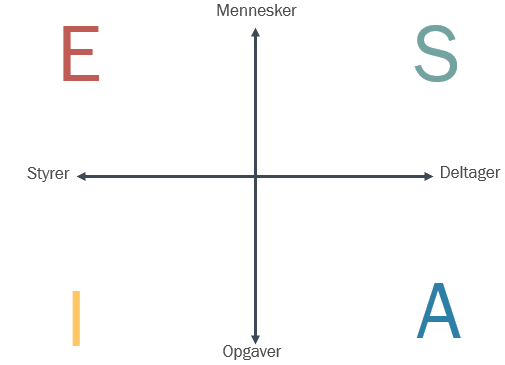 Mennesker
E
S
Styrer
Deltager
I
A
Opgaver